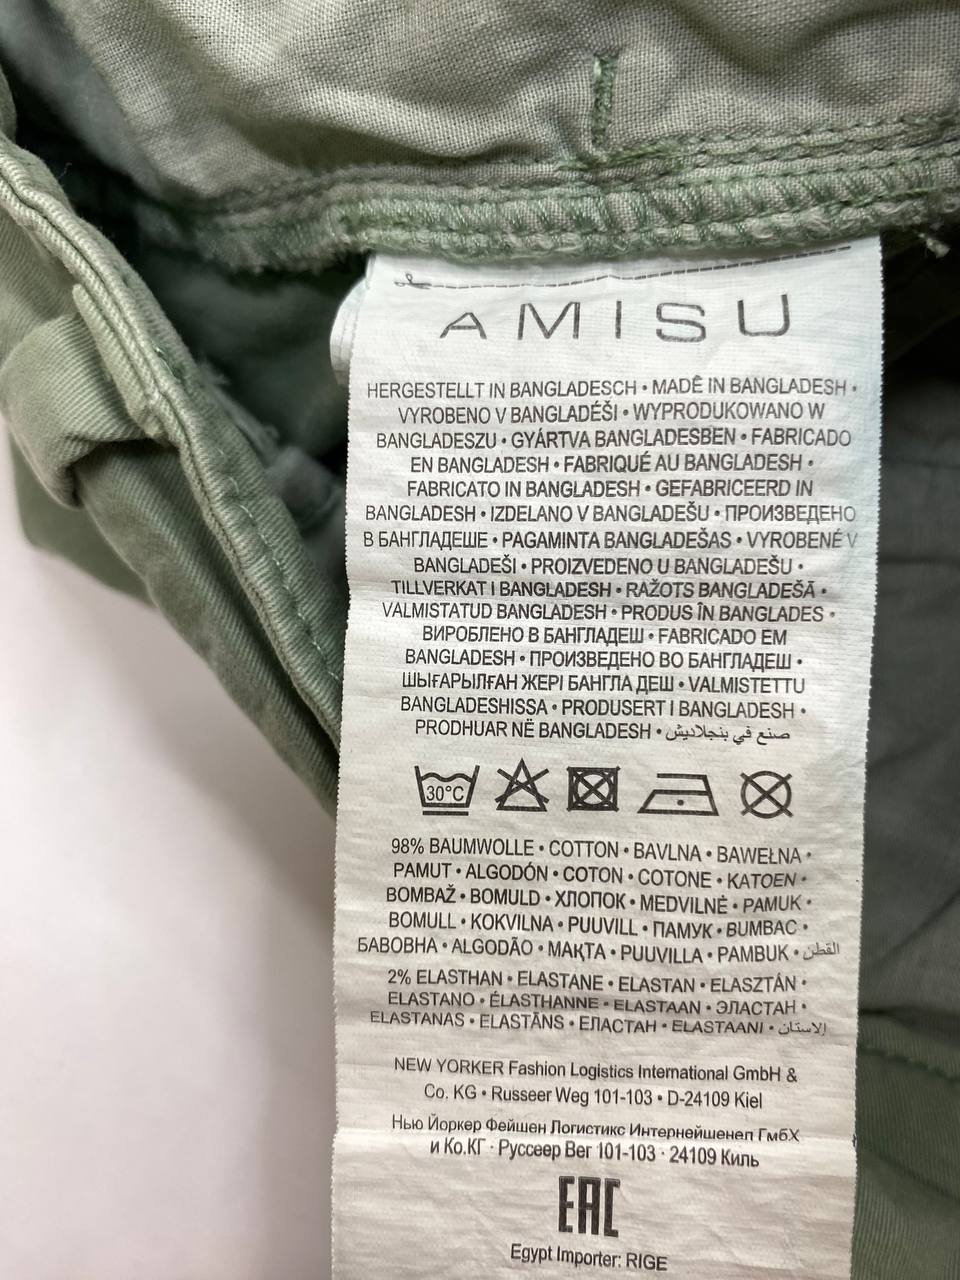 AMISU
HERGESTELLT IN BANGLADESCH • MADE IN BANGLADESH •
VYROBENO V BANGLADÉŠI • WYPRODUKOWANO W
BANGLADESZU • GYÁRTVA BANGLADESBEN • FABRICADO
EN BANGLADESH • FABRIQUÉ AU BANGLADESH •
FABRICATO IN BANGLADESH • GEFABRICEERD IN
BANGLADESH • IZDELANO V BANGLADEŠU • ПРОИЗВЕДЕНО
В БАНГЛАДЕШЕ • PAGAMINTA BANGLADEŠAS • VYROBENÉ V
BANGLADEŠI • PROIZVEDENO U BANGLADEŠU •
TILLVERKAT I BANGLADESH • RAŽOTS BANGLADEŠĀ •
VALMISTATUD BANGLADESH • PRODUS ÎN BANGLADES •
ВИРОБЛЕНО В БАНГЛАДЕШ • FABRICADO EM
BANGLADESH • ПРОИЗВЕДЕНО ВО БАНГЛАДЕШ •
ШЫҒАРЫЛҒАН ЖЕРІ БАНГЛА ДЕШ • VALMISTETTU
BANGLADESHISSA • PRODUSERT I BANGLADESH •
PRODHUAR NË BANGLADESH • صنع في بنجلاديش
30°C
98% BAUMWOLLE • COTTON • BAVLNA • BAWEŁNA •
PAMUT • ALGODÓN • COTON • COTONE • KATOEN •
BOMBAŽ • BOMULD • ХЛОПОК • MEDVILNĖ • PAMUK •
BOMULL • KOKVILNA • PUUVILL • ПАМУК • BUMBAC •
БАВОВНА • ALGODÃO • МАҚТА • PUUVILLA • PAMBUK • القطن
2% ELASTHAN • ELASTANE • ELASTAN • ELASZTÁN •
ELASTANO • ÉLASTHANNE • ELASTAAN • ЭЛАСТАН •
ELASTANAS • ELASTĀNS • ЕЛАСТАН • ELASTAANI • الاستان
NEW YORKER Fashion Logistics International GmbH &
Co. KG • Russeer Weg 101-103 • D-24109 Kiel
Нью Йоркер Фейшен Логистикс Интернейшенел ГмбХ
и Ко.КГ · Руссеер Вег 101-103 · 24109 Киль
EAC
Egypt Importer: RIGE